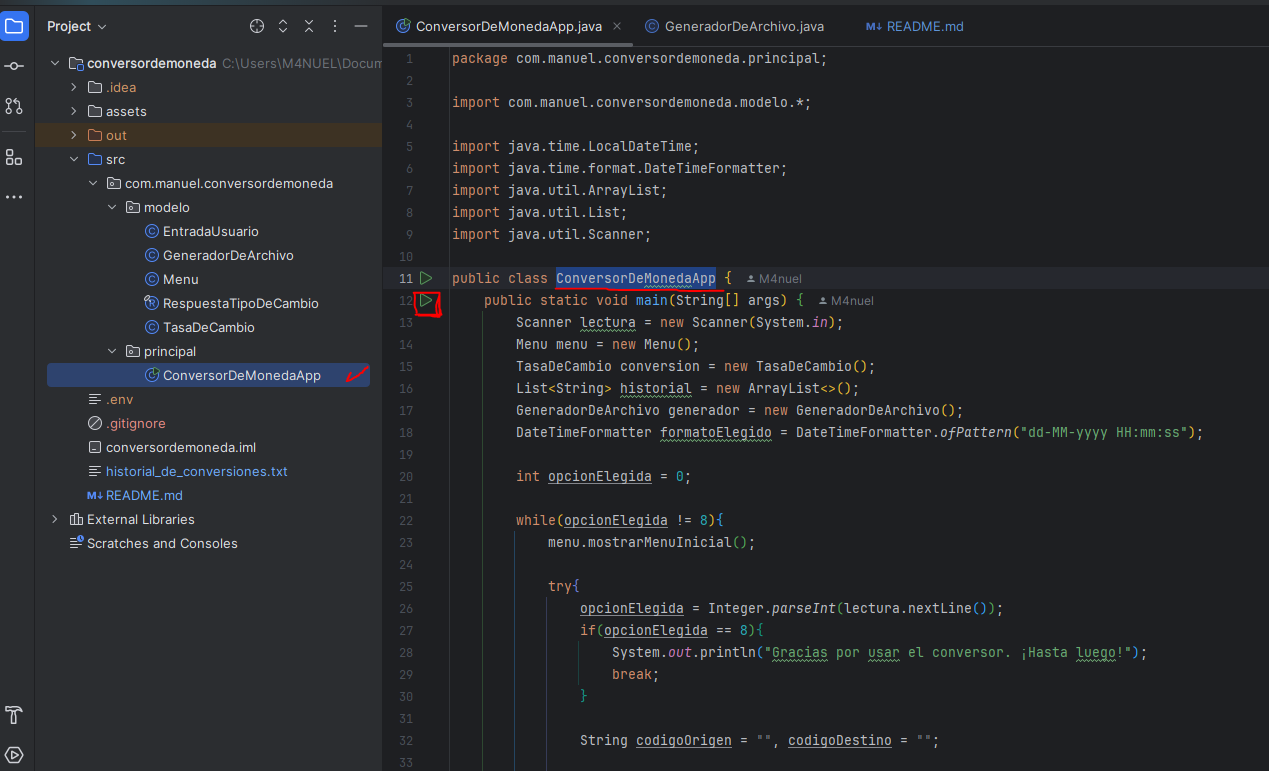 Project
conversordemoneda C:\Users\M4NUEL\Docum
.idea
assets
out
src
com.manuel.conversordemoneda
modelo
EntradaUsuario
GeneradorDeArchivo
Menu
RespuestaTipoDeCambio
TasaDeCambio
principal
ConversorDeMonedaApp
.env
.gitignore
conversordemoneda.iml
historial_de_conversiones.txt
M↓ README.md
External Libraries
Scratches and Consoles
ConversorDeMonedaApp.java × GeneradorDeArchivo.java M↓ README.md
1 package com.manuel.conversordemoneda.principal;
2
3 import com.manuel.conversordemoneda.modelo.*;
4
5 import java.time.LocalDateTime;
6 import java.time.format.DateTimeFormatter;
7 import java.util.ArrayList;
8 import java.util.List;
9 import java.util.Scanner;
10
11 public class ConversorDeMonedaApp { M4nuel
12 public static void main(String[] args) { M4nuel
13 Scanner lectura = new Scanner(System.in);
14 Menu menu = new Menu();
15 TasaDeCambio conversion = new TasaDeCambio();
16 List<String> historial = new ArrayList<>();
17 GeneradorDeArchivo generador = new GeneradorDeArchivo();
18 DateTimeFormatter formatoElegido = DateTimeFormatter.ofPattern("dd-MM-yyyy HH:mm:ss");
19
20 int opcionElegida = 0;
21
22 while(opcionElegida != 8){
23 menu.mostrarMenuInicial();
24
25 try{
26 opcionElegida = Integer.parseInt(lectura.nextLine());
27 if(opcionElegida == 8){
28 System.out.println("Gracias por usar el conversor. ¡Hasta luego!");
29 break;
30 }
31
32 String codigoOrigen = "", codigoDestino = "";
33